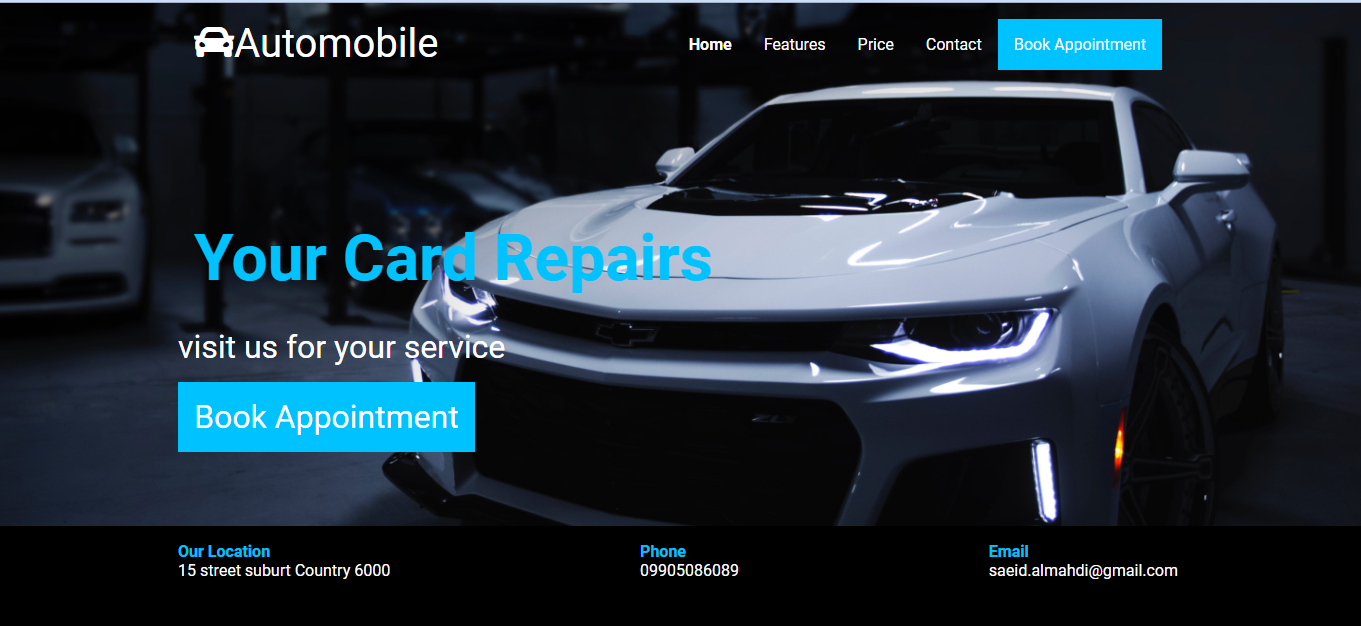 Automobile
Home Features Price Contact Book Appointment
Your Card Repairs
visit us for your service
Book Appointment
Our Location Phone Email
15 street suburt Country 6000 09905086089 saeid.almahdi@gmail.com